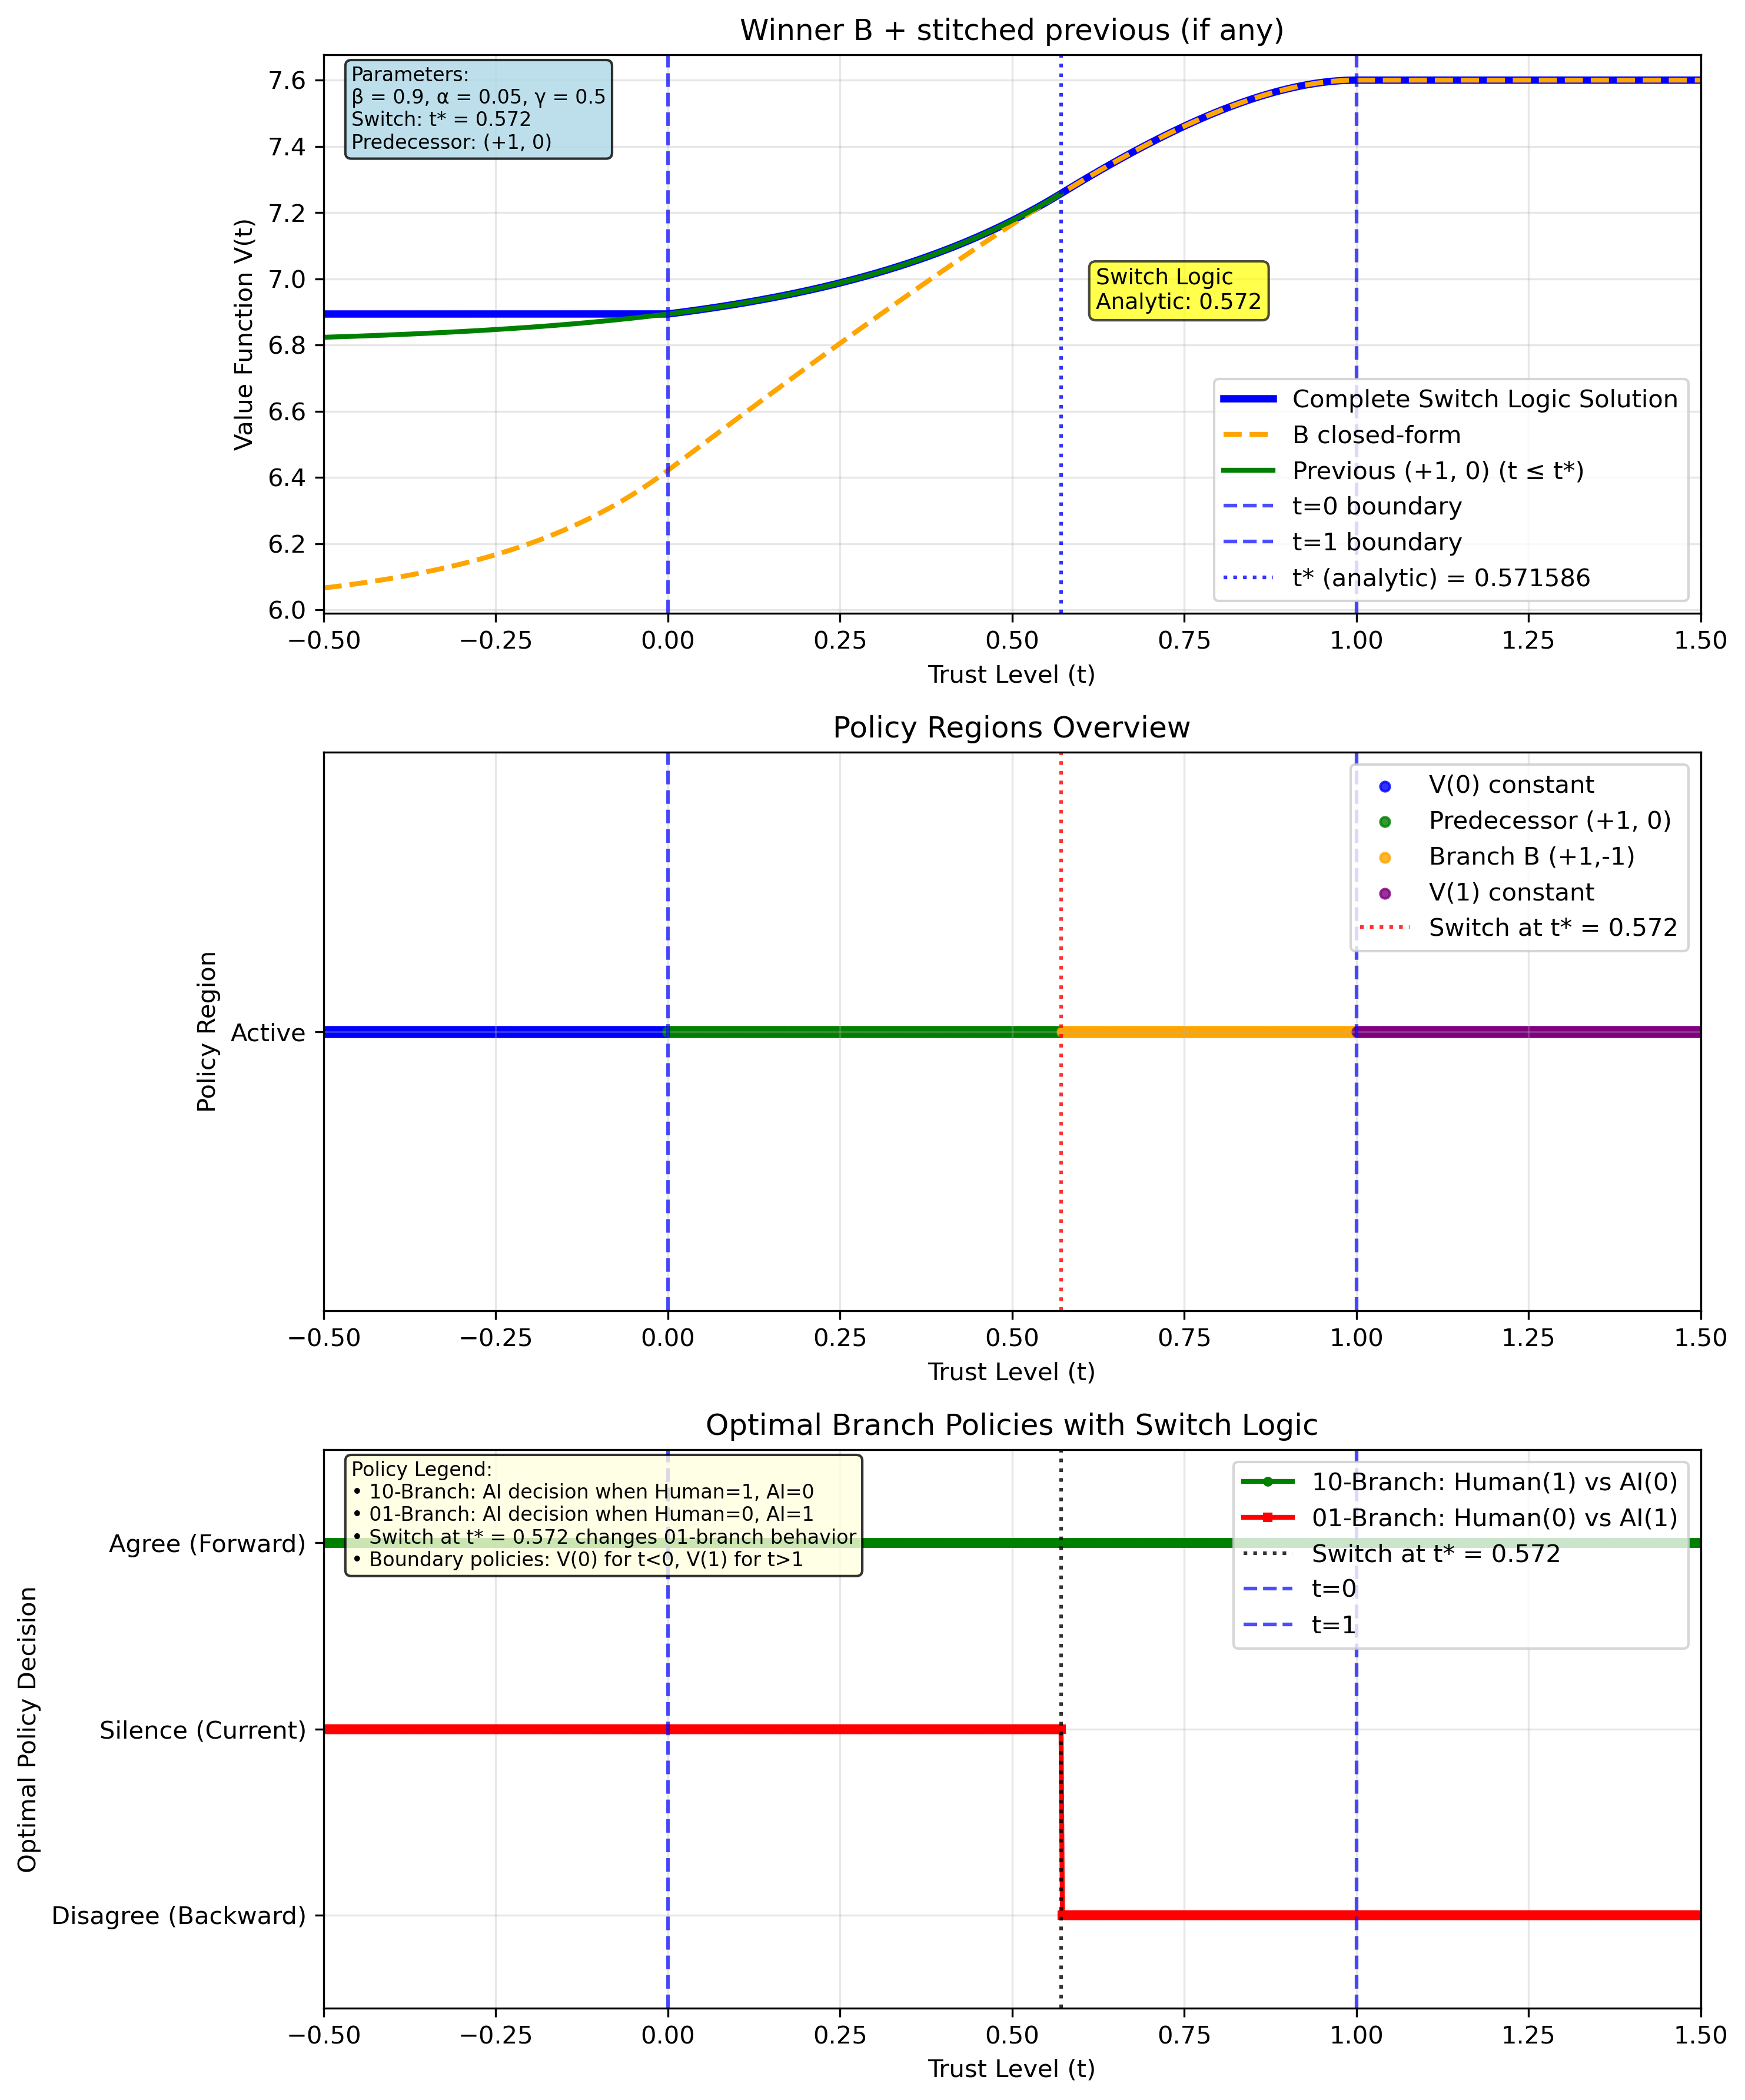 Winner B + stitched previous (if any)
Value Function V(t)
7.6
7.4
7.2
7.0
6.8
6.6
6.4
6.2
6.0
Parameters:
β = 0.9, α = 0.05, γ = 0.5
Switch: t* = 0.572
Predecessor: (+1, 0)
Switch Logic
Analytic: 0.572
Complete Switch Logic Solution
B closed-form
Previous (+1, 0) (t ≤ t*)
t=0 boundary
t=1 boundary
t* (analytic) = 0.571586
−0.50 −0.25 0.00 0.25 0.50 0.75 1.00 1.25 1.50
Trust Level (t)
Policy Regions Overview
Policy Region
Active
V(0) constant
Predecessor (+1, 0)
Branch B (+1,-1)
V(1) constant
Switch at t* = 0.572
−0.50 −0.25 0.00 0.25 0.50 0.75 1.00 1.25 1.50
Trust Level (t)
Optimal Branch Policies with Switch Logic
Optimal Policy Decision
Agree (Forward)
Silence (Current)
Disagree (Backward)
Policy Legend:
• 10-Branch: AI decision when Human=1, AI=0
• 01-Branch: AI decision when Human=0, AI=1
• Switch at t* = 0.572 changes 01-branch behavior
• Boundary policies: V(0) for t<0, V(1) for t>1
10-Branch: Human(1) vs AI(0)
01-Branch: Human(0) vs AI(1)
Switch at t* = 0.572
t=0
t=1
−0.50 −0.25 0.00 0.25 0.50 0.75 1.00 1.25 1.50
Trust Level (t)